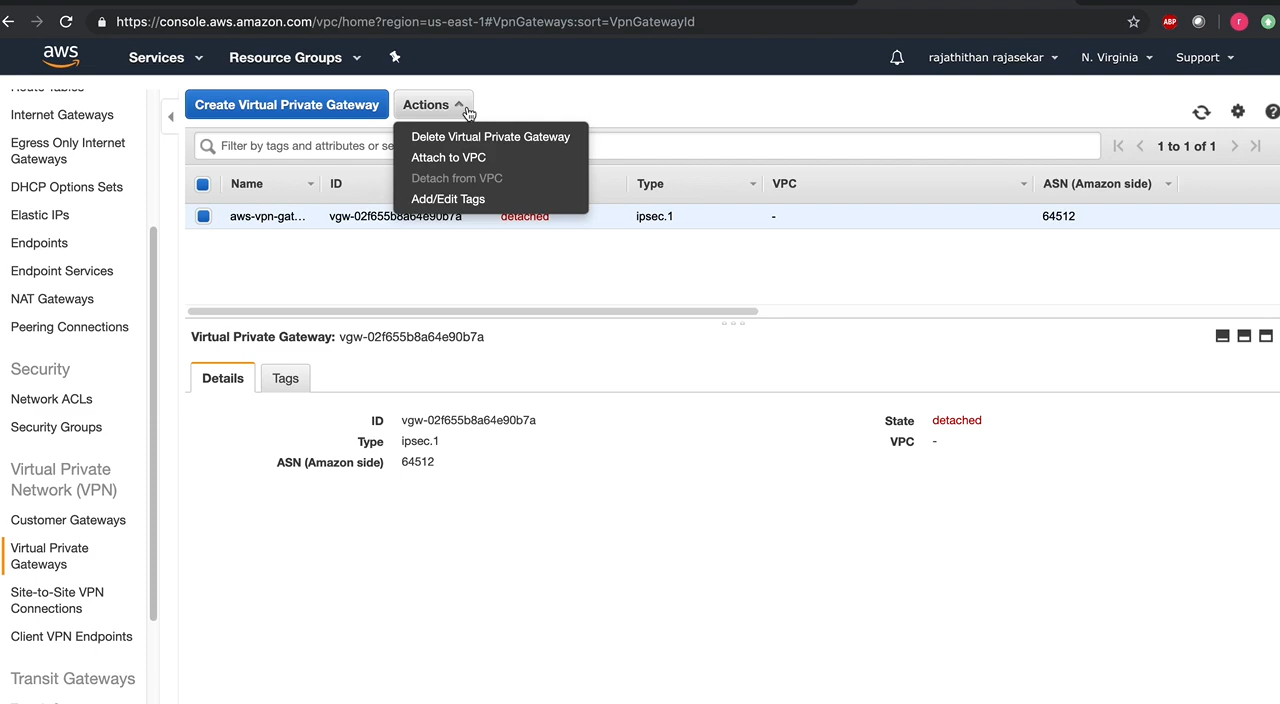 https://console.aws.amazon.com/vpc/home?region=us-east-1#VpnGateways:sort=VpnGatewayId
ABP
r
aws
Services
Resource Groups
rajathithan rajasekar
N. Virginia
Support
Route Tables
Internet Gateways
Egress Only Internet
Gateways
DHCP Options Sets
Elastic IPs
Endpoints
Endpoint Services
NAT Gateways
Peering Connections
Security
Network ACLs
Security Groups
Virtual Private
Network (VPN)
Customer Gateways
Virtual Private
Gateways
Site-to-Site VPN
Connections
Client VPN Endpoints
Transit Gateways
Create Virtual Private Gateway
Actions
Delete Virtual Private Gateway
Attach to VPC
Detach from VPC
Add/Edit Tags
Filter by tags and attributes or se
1 to 1 of 1
Name ID Type VPC ASN (Amazon side)
aws-vpn-gat... vgw-02f655b8a64e90b7a detached ipsec.1 - 64512
Virtual Private Gateway: vgw-02f655b8a64e90b7a
Details Tags
ID vgw-02f655b8a64e90b7a State detached
Type ipsec.1 VPC -
ASN (Amazon side) 64512